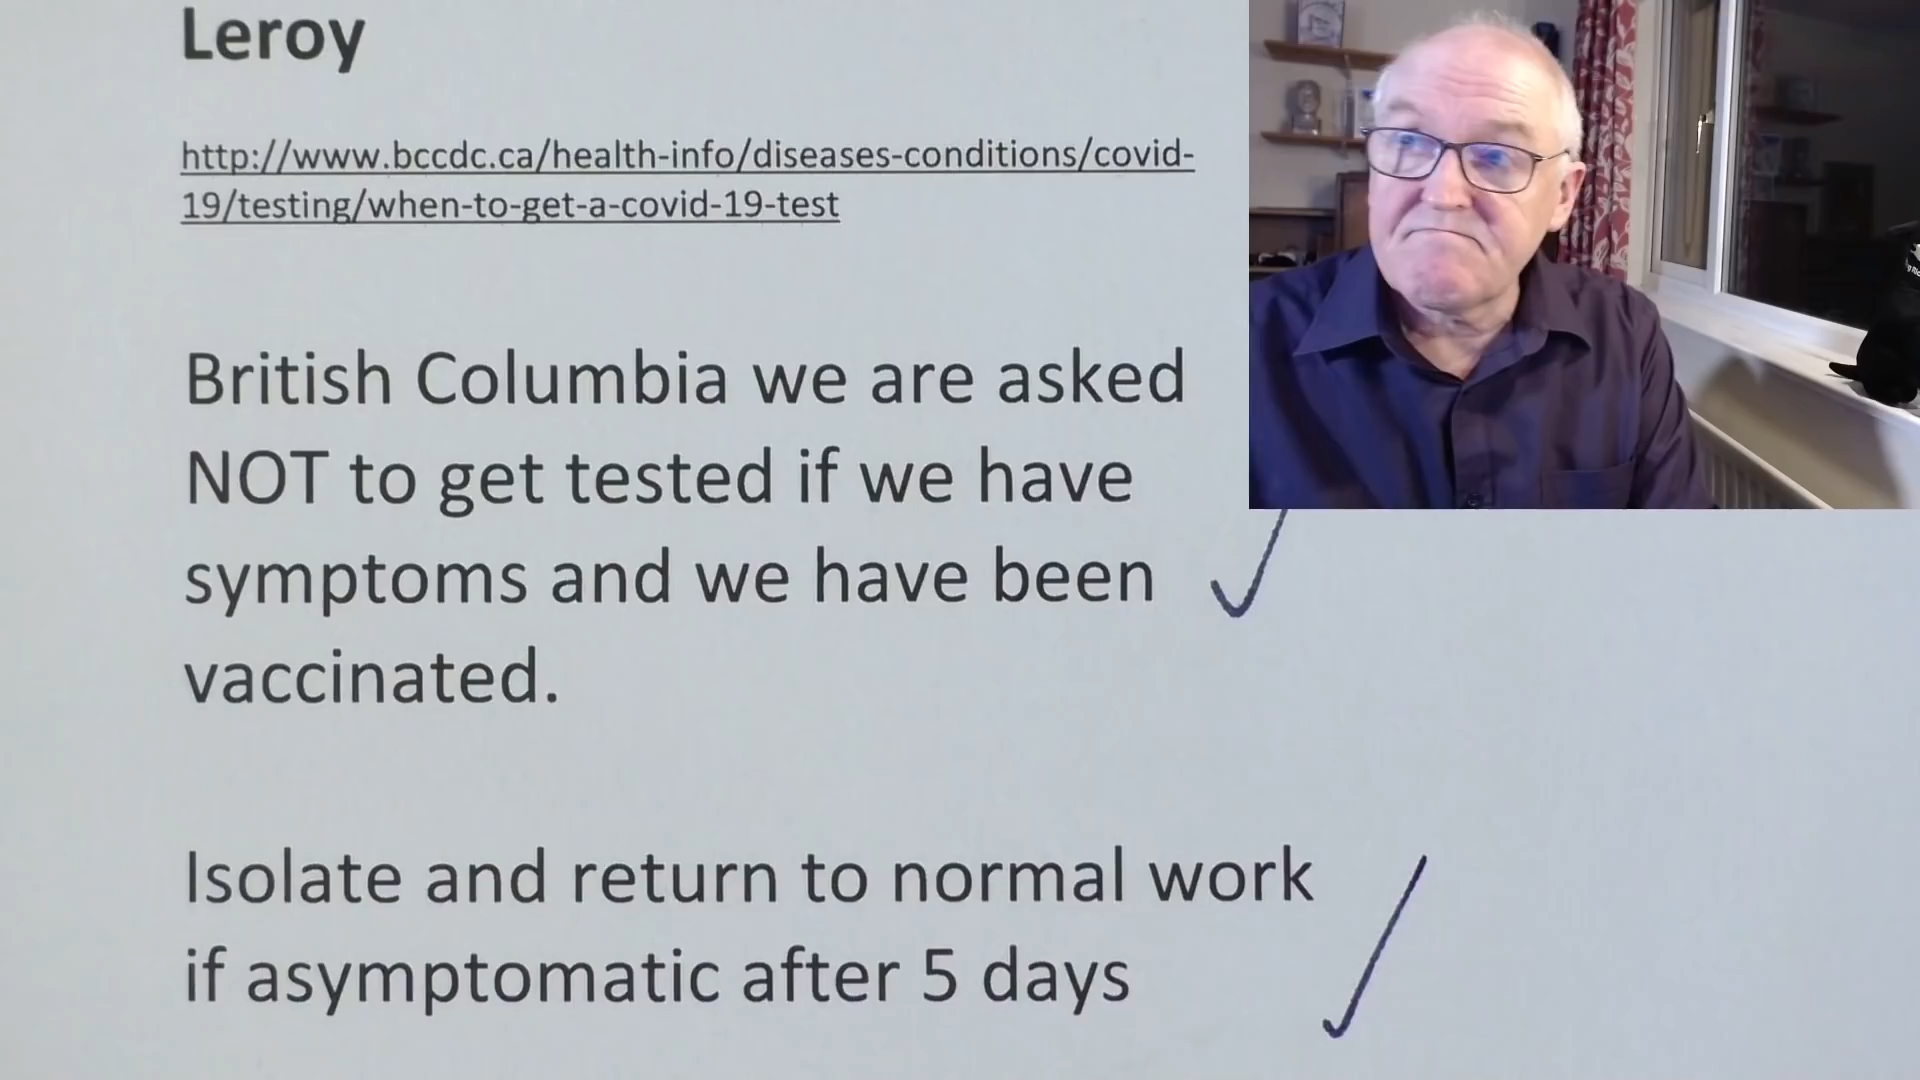 Leroy
http://www.bccdc.ca/health-info/diseases-conditions/covid-
19/testing/when-to-get-a-covid-19-test
British Columbia we are asked
NOT to get tested if we have
symptoms and we have been
vaccinated.
Isolate and return to normal work
if asymptomatic after 5 days